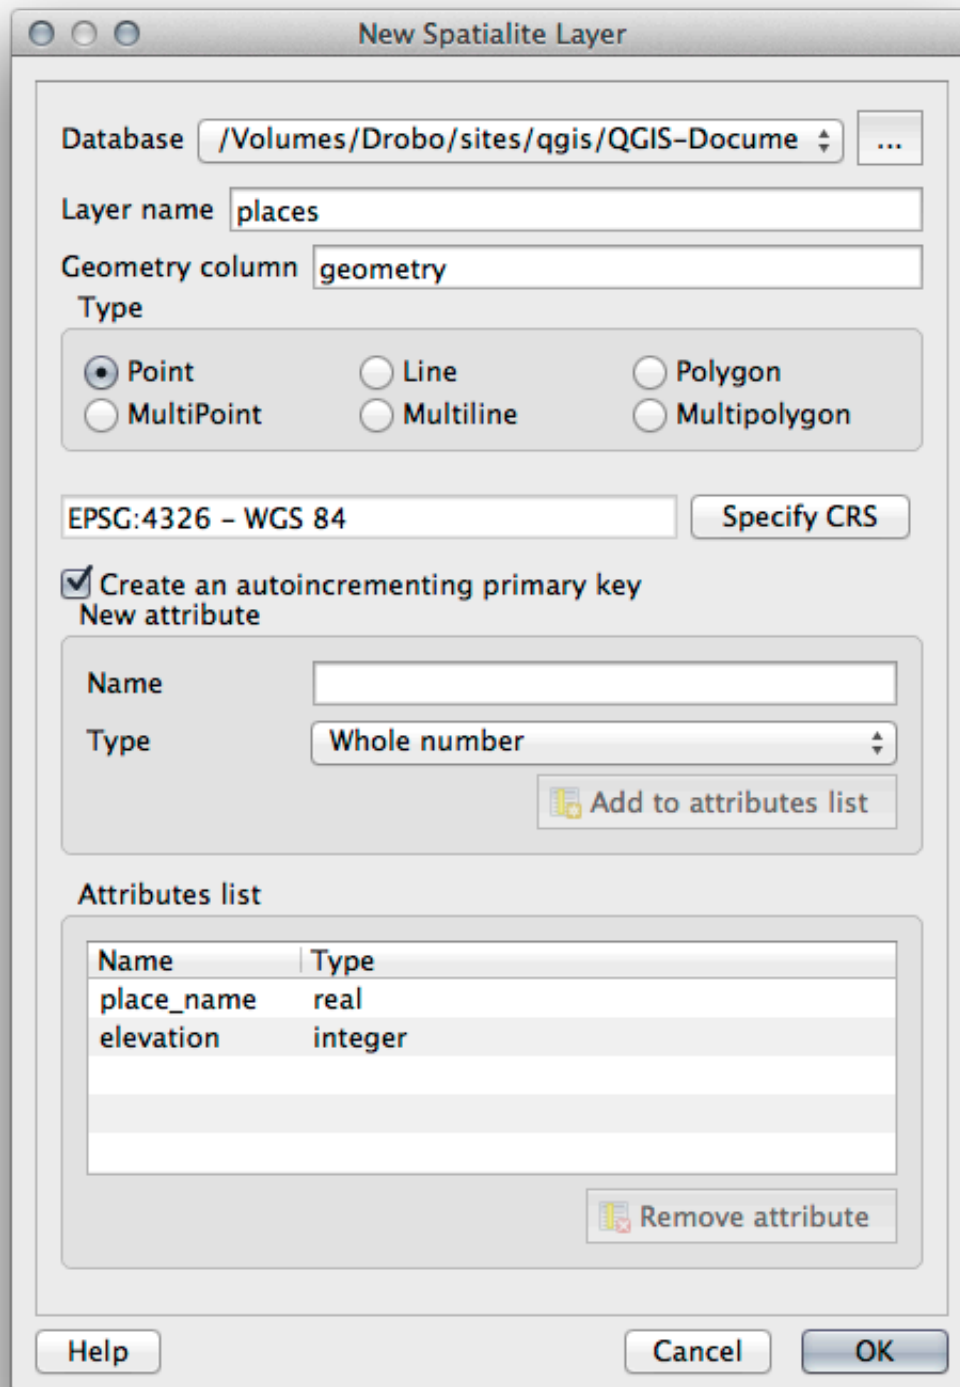 New Spatialite Layer
Database /Volumes/Drobo/sites/qgis/QGIS-Docume ...
Layer name places
Geometry column geometry
Type
Point Line Polygon
MultiPoint Multiline Multipolygon
EPSG:4326 – WGS 84 Specify CRS
Create an autoincrementing primary key
New attribute
Name
Type Whole number
Add to attributes list
Attributes list
Name Type
place_name real
elevation integer
Remove attribute
Help Cancel OK